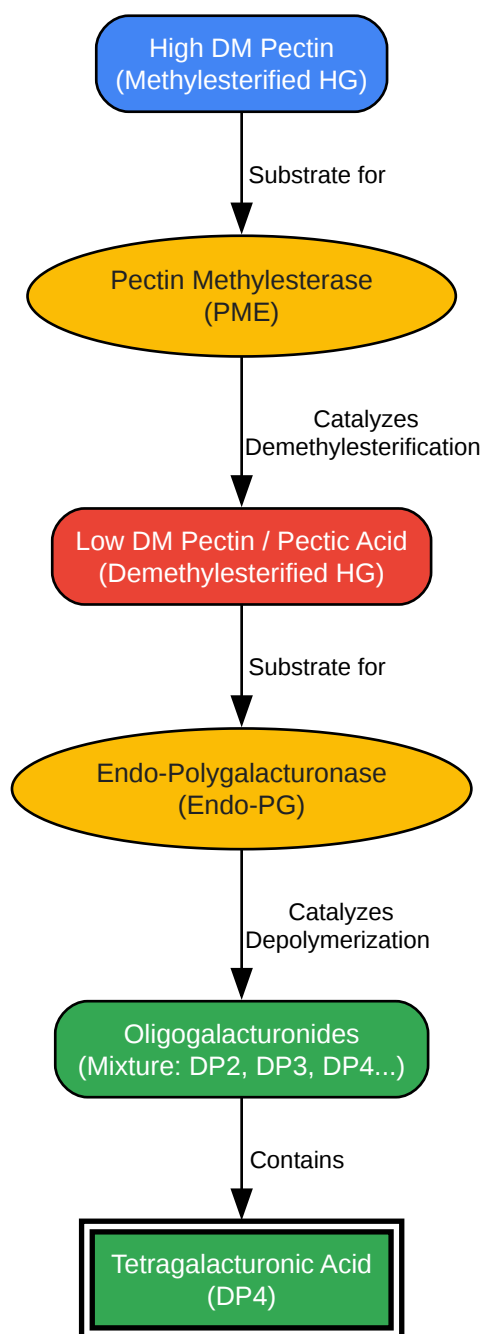 High DM Pectin
(Methylesterified HG)
Substrate for
Pectin Methylesterase
(PME)
Catalyzes
Demethylesterification
Low DM Pectin / Pectic Acid
(Demethylesterified HG)
Substrate for
Endo-Polygalacturonase
(Endo-PG)
Catalyzes
Depolymerization
Oligogalacturonides
(Mixture: DP2, DP3, DP4...)
Contains
Tetragalacturonic Acid
(DP4)